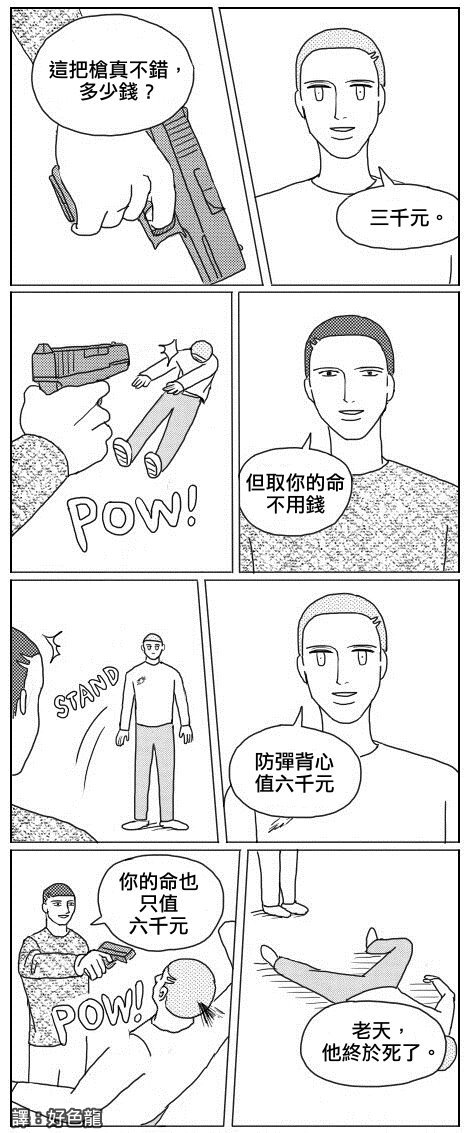 這把槍真不錯，
多少錢？
三千元。
POW!
但取你的命
不用錢
STAND
防彈背心
值六千元
你的命也
只值
六千元
POW!
老天，
他終於死了。
譯：好色龍